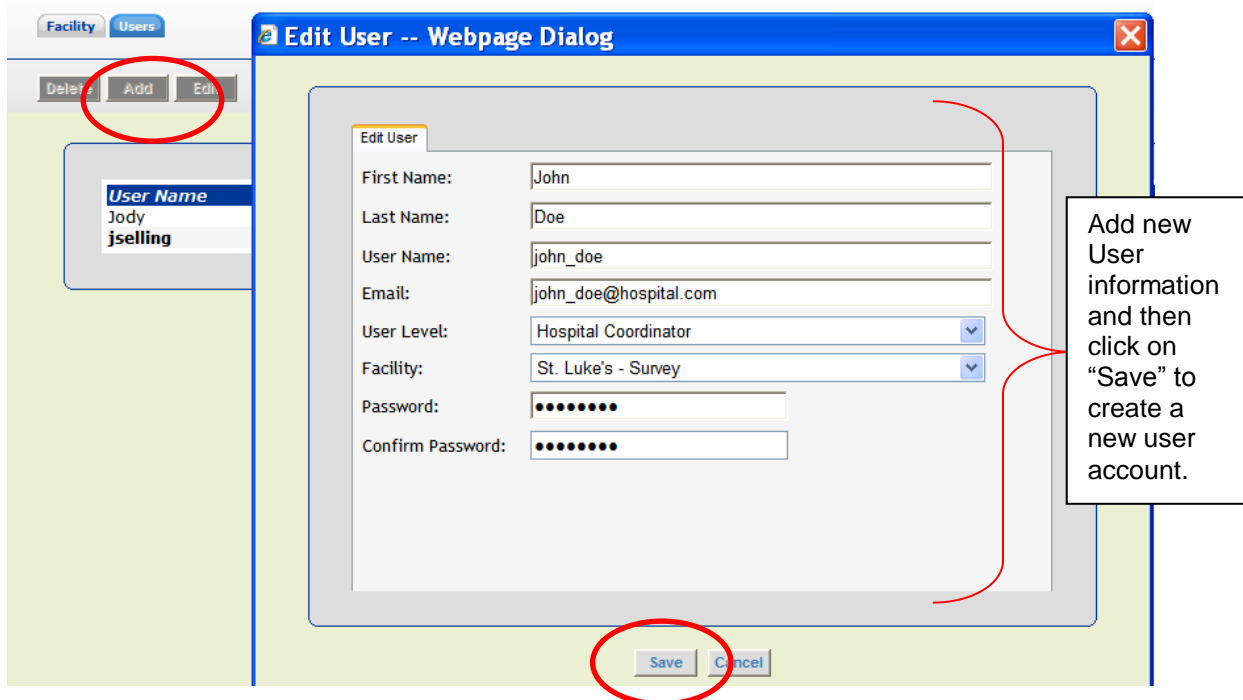 Facility Users
Edit User -- Webpage Dialog
Delete Add Edit
User Name
Jody
jselling
Edit User
First Name: John
Last Name: Doe
User Name: john_doe
Email: john_doe@hospital.com
User Level: Hospital Coordinator
Facility: St. Luke's - Survey
Password: ●●●●●●●●
Confirm Password: ●●●●●●●●
Save Cancel
Add new
User
information
and then
click on
“Save” to
create a
new user
account.